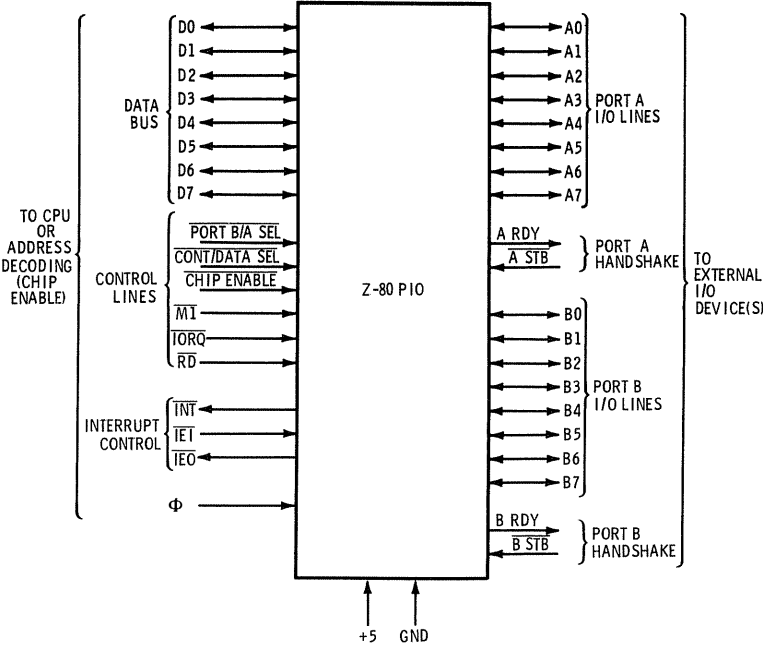 TO CPU
OR
ADDRESS
DECODING
(CHIP
ENABLE)
DATA
BUS
D0
D1
D2
D3
D4
D5
D6
D7
CONTROL
LINES
PORT B/A SEL
CONT/DATA SEL
CHIP ENABLE
M1
IORQ
RD
INTERRUPT
CONTROL
INT
IEI
IEO
Φ
Z-80 PIO
+5
GND
A0
A1
A2
A3
A4
A5
A6
A7
PORT A
I/O LINES
A RDY
A STB
PORT A
HANDSHAKE
B0
B1
B2
B3
B4
B5
B6
B7
PORT B
I/O LINES
B RDY
B STB
PORT B
HANDSHAKE
TO
EXTERNAL
I/O
DEVICE(S)